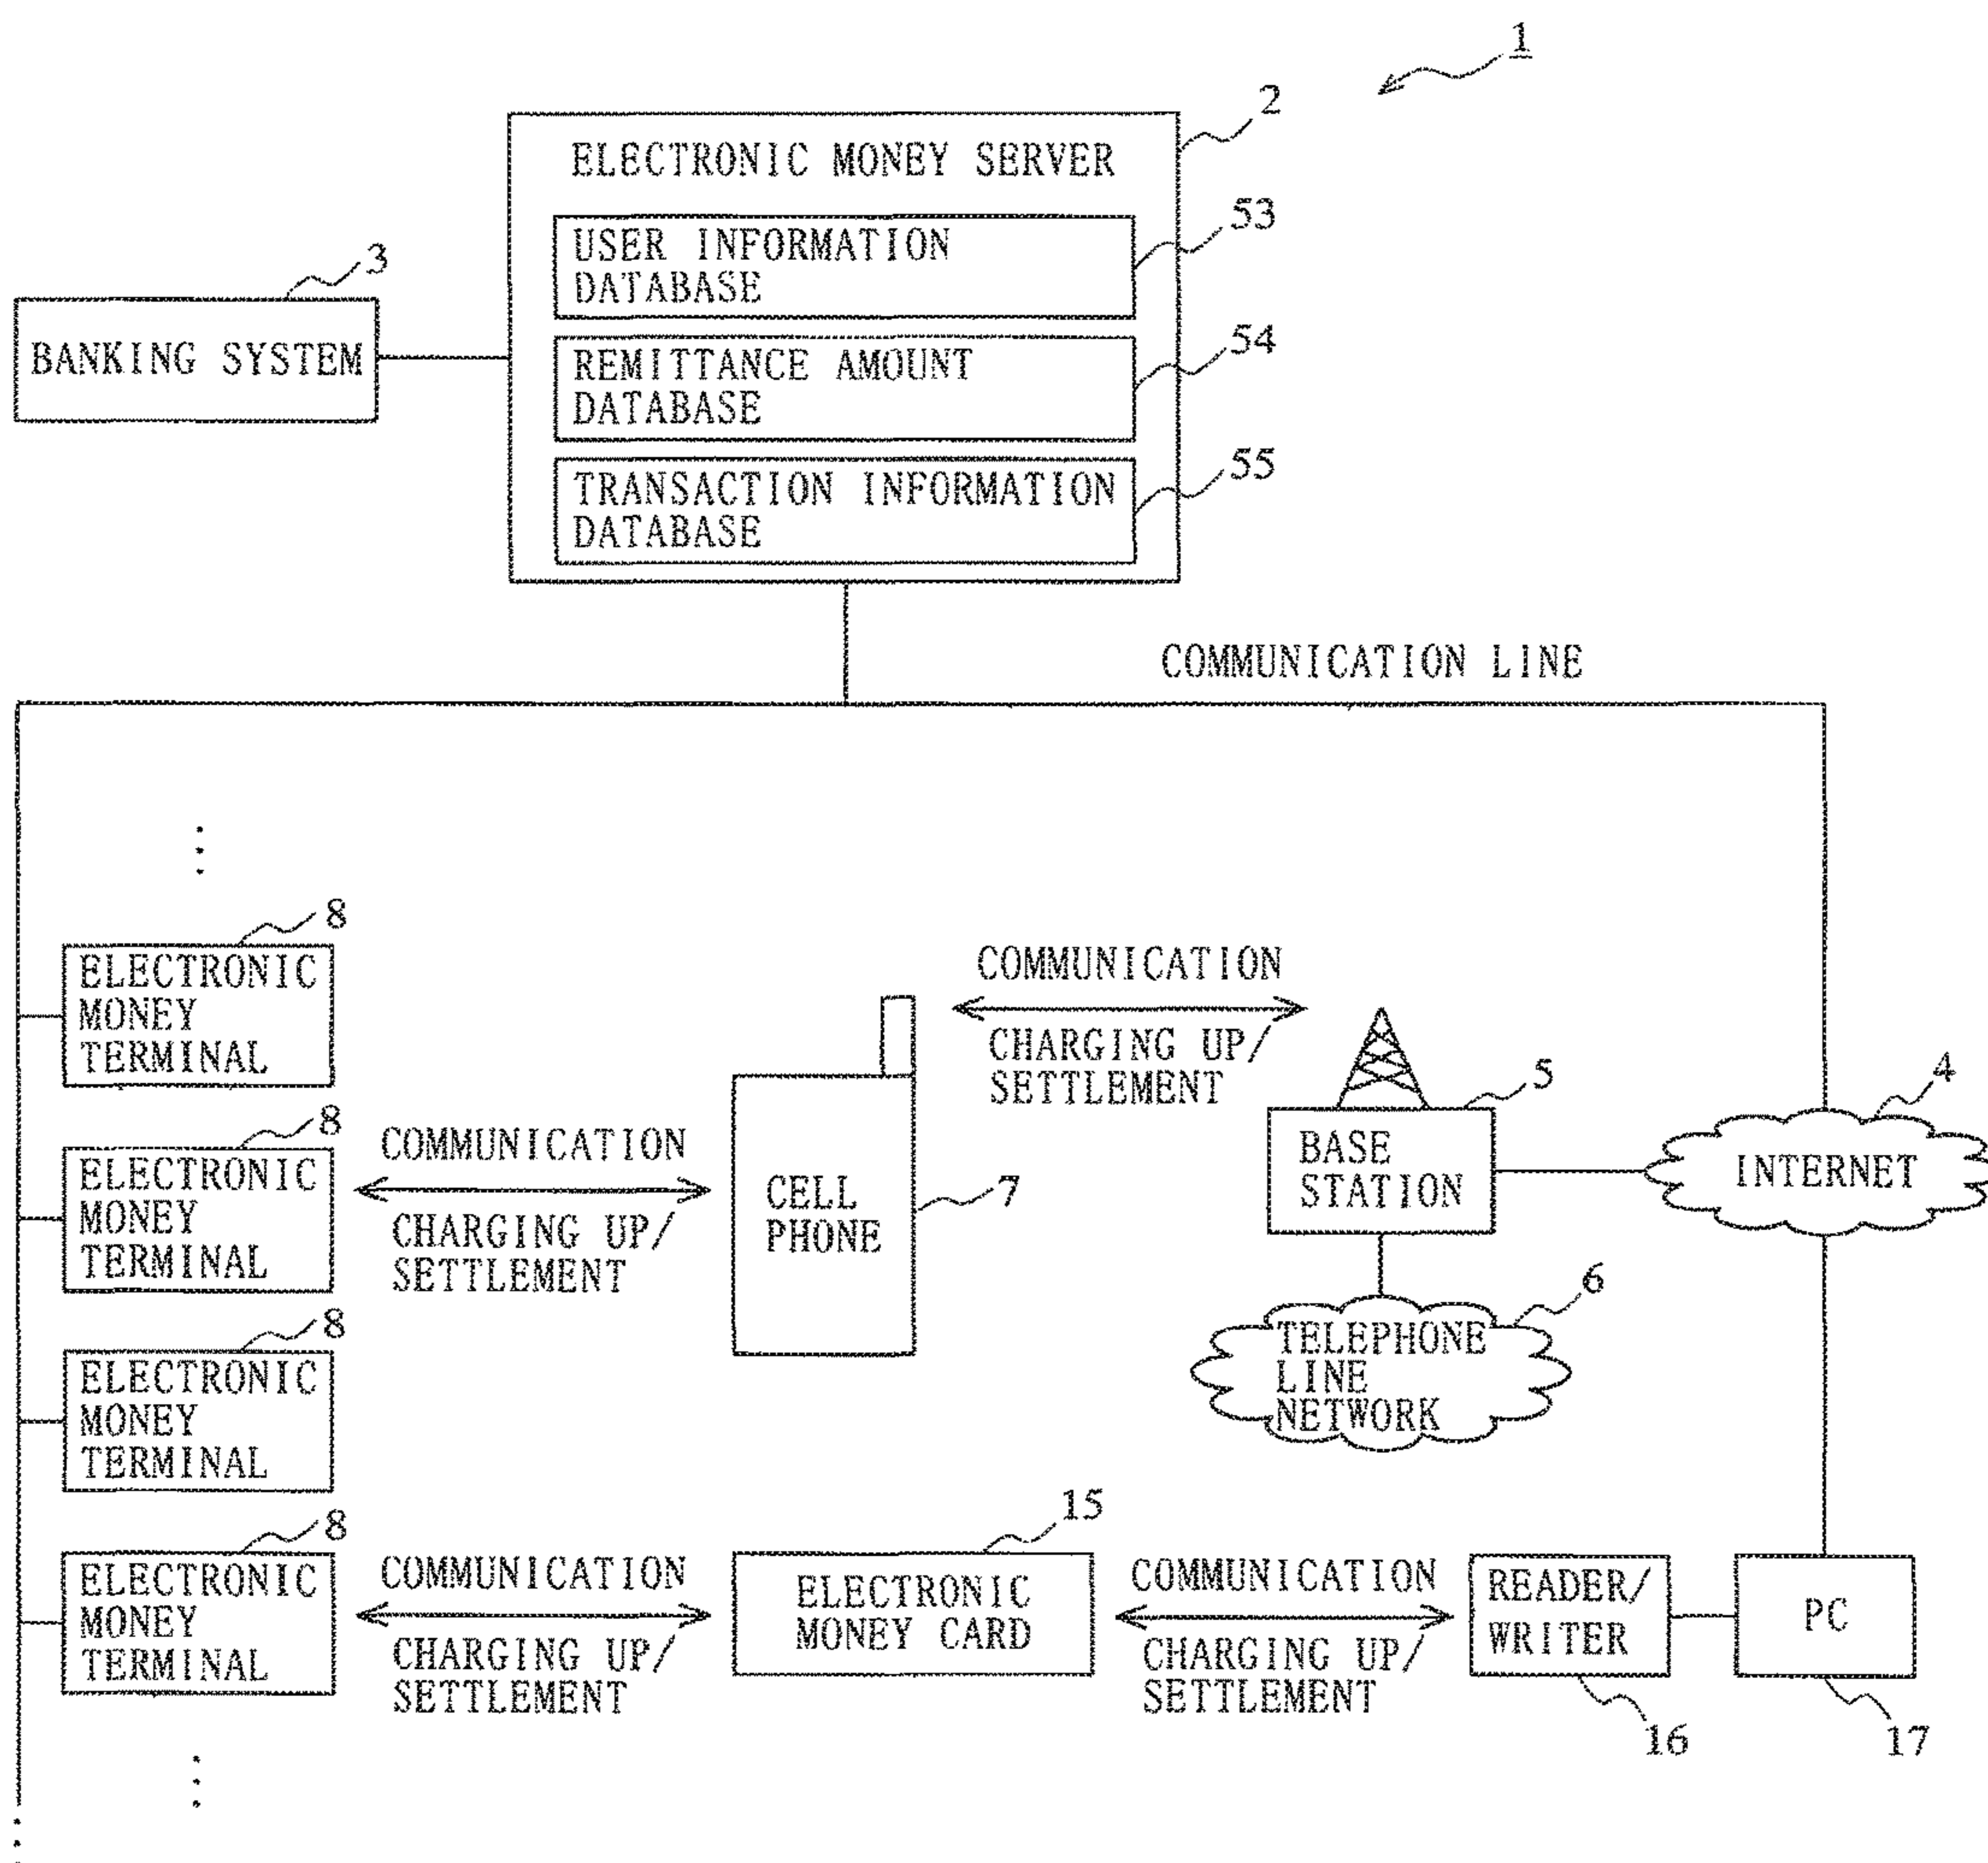 1
2
ELECTRONIC MONEY SERVER
53
USER INFORMATION
DATABASE
3
BANKING SYSTEM
54
REMITTANCE AMOUNT
DATABASE
55
TRANSACTION INFORMATION
DATABASE
COMMUNICATION LINE
8
ELECTRONIC
MONEY
TERMINAL
COMMUNICATION
CHARGING UP/
SETTLEMENT
8
ELECTRONIC
MONEY
TERMINAL
COMMUNICATION
CHARGING UP/
SETTLEMENT
CELL
PHONE
7
5
BASE
STATION
4
INTERNET
6
TELEPHONE
LINE
NETWORK
8
ELECTRONIC
MONEY
TERMINAL
8
ELECTRONIC
MONEY
TERMINAL
COMMUNICATION
CHARGING UP/
SETTLEMENT
15
ELECTRONIC
MONEY CARD
COMMUNICATION
CHARGING UP/
SETTLEMENT
READER/
WRITER
16
PC
17